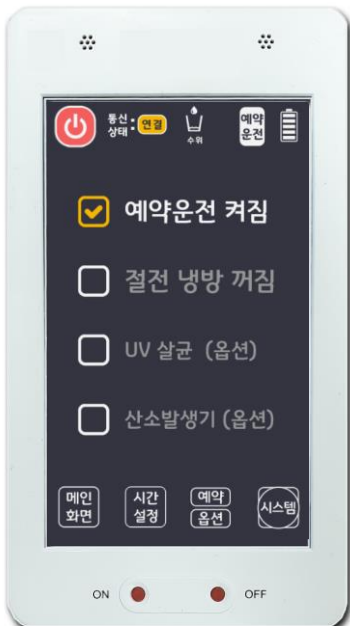 통신
상태 : 연결
수위
예약
운전
예약운전 켜짐
절전 냉방 꺼짐
UV 살균 (옵션)
산소발생기 (옵션)
메인
화면
시간
설정
예약
옵션
시스템
ON
OFF